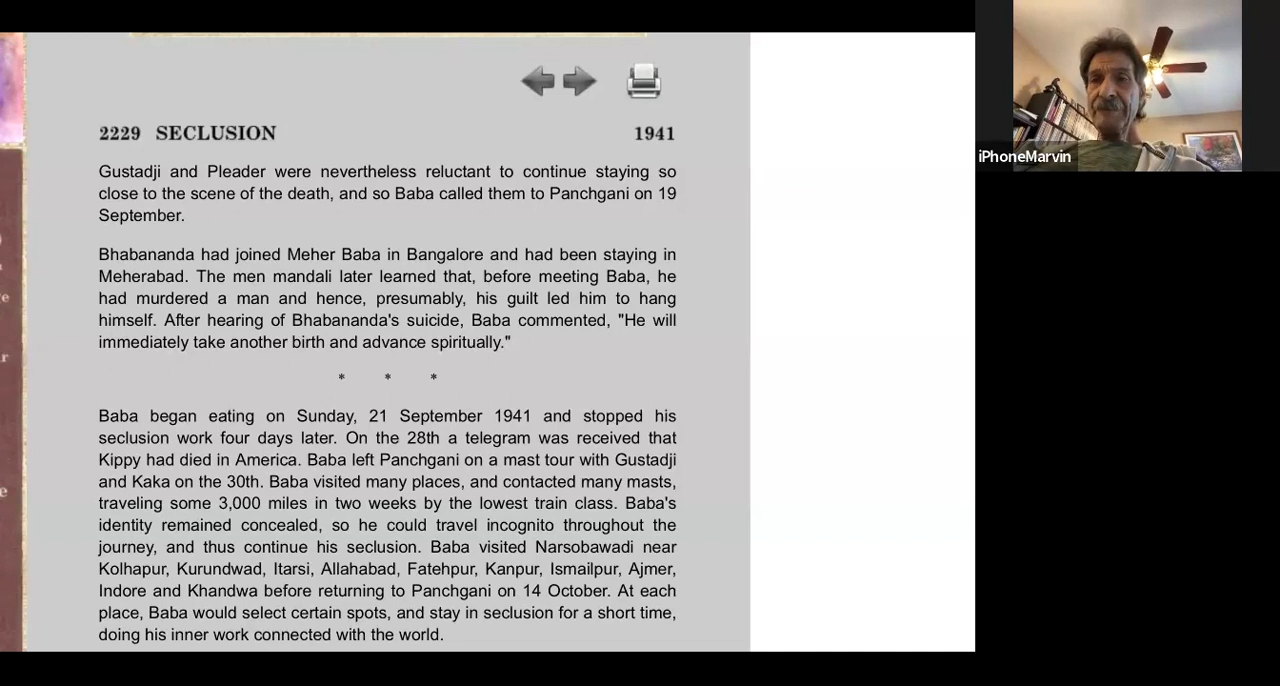 2229 SECLUSION 1941
Gustadji and Pleader were nevertheless reluctant to continue staying so
close to the scene of the death, and so Baba called them to Panchgani on 19
September.
Bhabananda had joined Meher Baba in Bangalore and had been staying in
Meherabad. The men mandali later learned that, before meeting Baba, he
had murdered a man and hence, presumably, his guilt led him to hang
himself. After hearing of Bhabananda's suicide, Baba commented, "He will
immediately take another birth and advance spiritually."
* * *
Baba began eating on Sunday, 21 September 1941 and stopped his
seclusion work four days later. On the 28th a telegram was received that
Kippy had died in America. Baba left Panchgani on a mast tour with Gustadji
and Kaka on the 30th. Baba visited many places, and contacted many masts,
traveling some 3,000 miles in two weeks by the lowest train class. Baba's
identity remained concealed, so he could travel incognito throughout the
journey, and thus continue his seclusion. Baba visited Narsobawadi near
Kolhapur, Kurundwad, Itarsi, Allahabad, Fatehpur, Kanpur, Ismailpur, Ajmer,
Indore and Khandwa before returning to Panchgani on 14 October. At each
place, Baba would select certain spots, and stay in seclusion for a short time,
doing his inner work connected with the world.
iPhoneMarvin